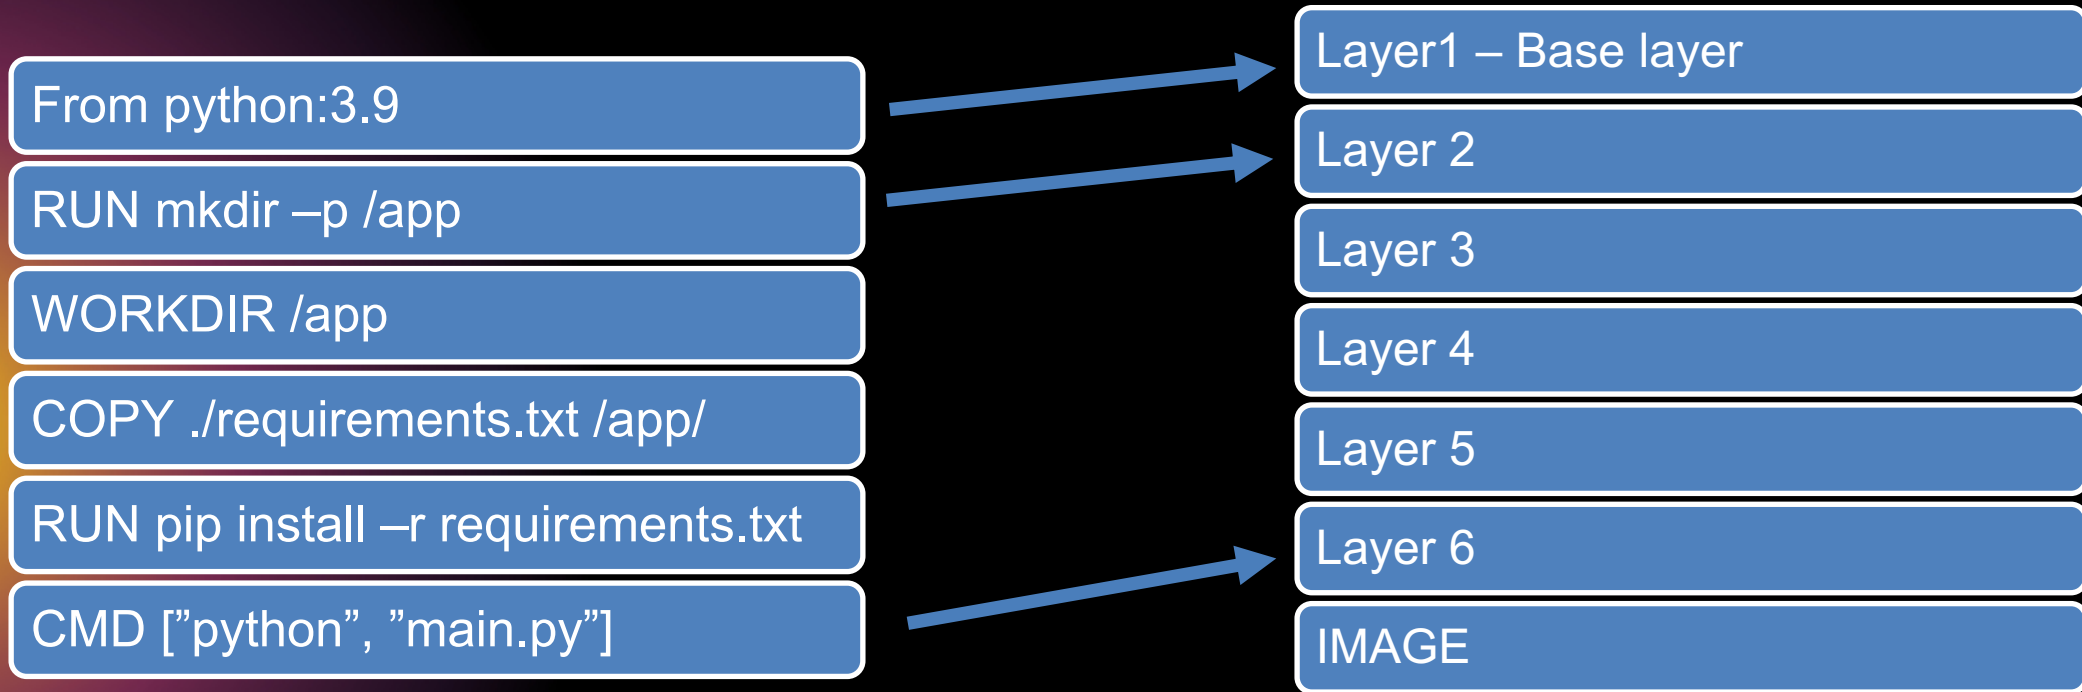 From python:3.9
RUN mkdir –p /app
WORKDIR /app
COPY ./requirements.txt /app/
RUN pip install –r requirements.txt
CMD [”python”, ”main.py”]
Layer1 – Base layer
Layer 2
Layer 3
Layer 4
Layer 5
Layer 6
IMAGE